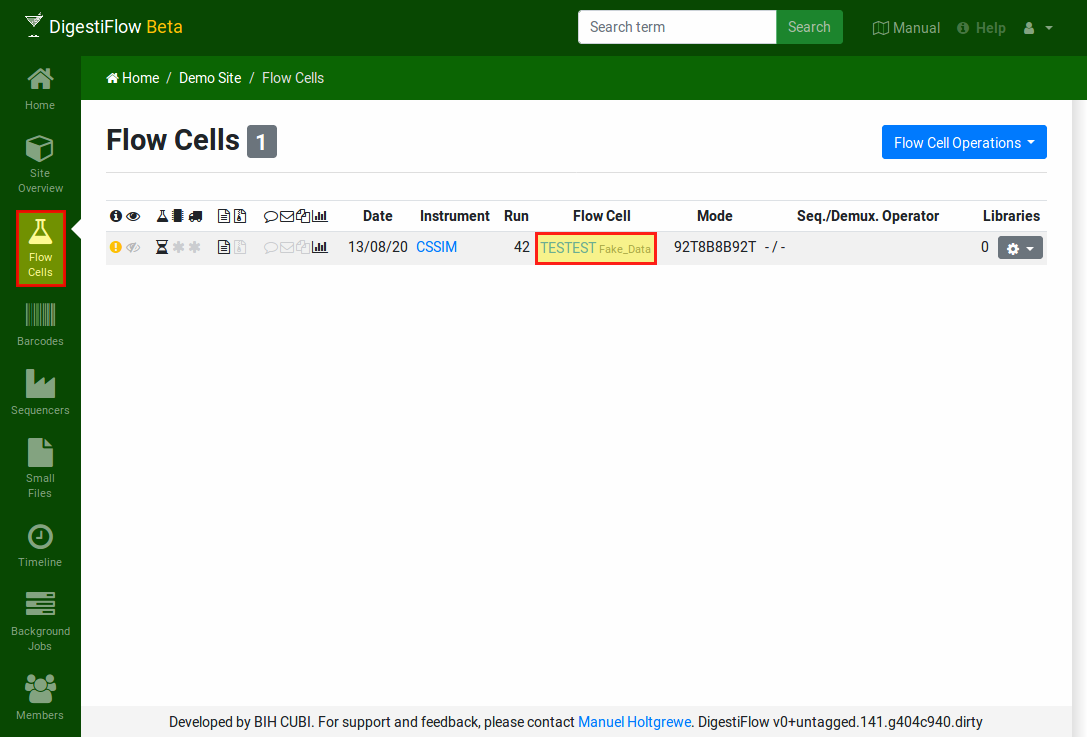 DigestiFlow Beta
Search term
Search
Manual
Help
Home / Demo Site / Flow Cells
Home
Site
Overview
Flow
Cells
Barcodes
Sequencers
Small
Files
Timeline
Background
Jobs
Members
Flow Cells 1
Flow Cell Operations
Date Instrument Run Flow Cell Mode Seq./Demux. Operator Libraries
13/08/20 CSSIM 42 TESTEST Fake_Data 92T8B8B92T -/- 0
Developed by BIH CUBI. For support and feedback, please contact Manuel Holtgrewe. DigestiFlow v0+untagged.141.g404c940.dirty